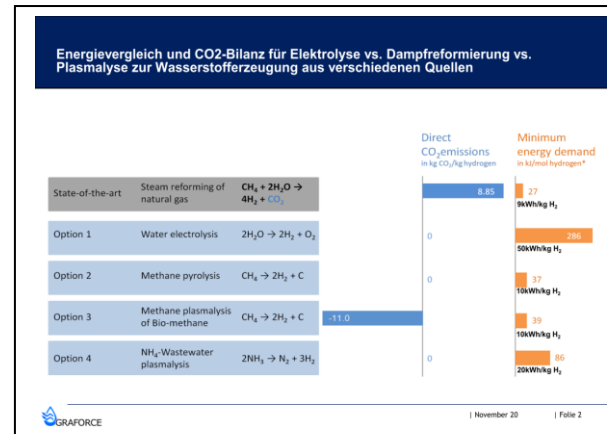 Energievergleich und CO2-Bilanz für Elektrolyse vs. Dampfreformierung vs.
Plasmalyse zur Wasserstofferzeugung aus verschiedenen Quellen
Direct
CO₂emissions
in kg CO₂/kg hydrogen
Minimum
energy demand
in kJ/mol hydrogen*
State-of-the-art
Steam reforming of
natural gas
CH₄ + 2H₂O →
4H₂ + CO₂
8.85
27
9kWh/kg H₂
Option 1
Water electrolysis
2H₂O → 2H₂ + O₂
0
286
50kWh/kg H₂
Option 2
Methane pyrolysis
CH₄ → 2H₂ + C
0
37
10kWh/kg H₂
Option 3
Methane plasmalysis
of Bio-methane
CH₄ → 2H₂ + C
-11.0
39
10kWh/kg H₂
Option 4
NH₄-Wastewater
plasmalysis
2NH₃ → N₂ + 3H₂
0
86
20kWh/kg H₂
GRAFORCE
| November 20
| Folie 2